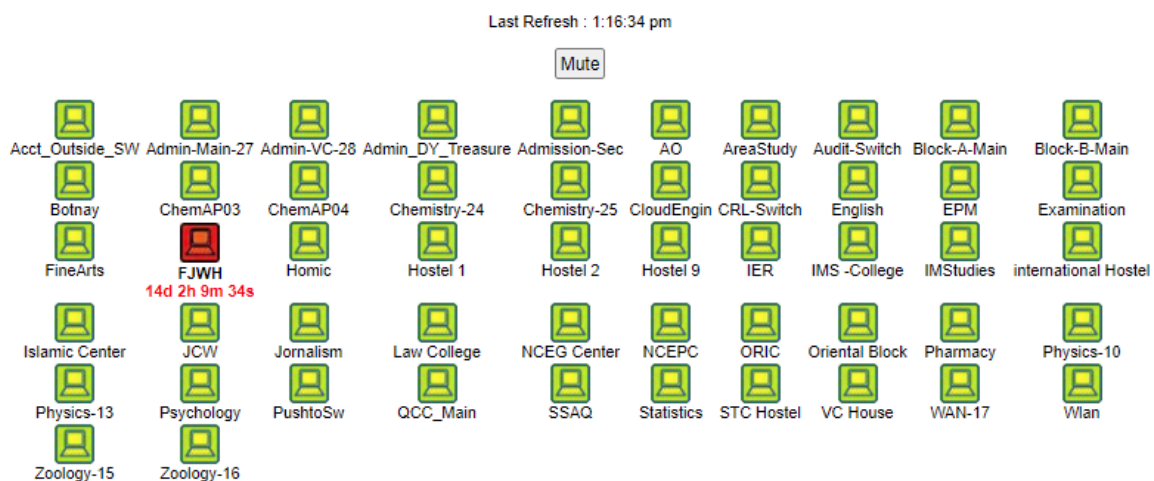 Last Refresh : 1:16:34 pm
Mute
Acct_Outside_SW Admin-Main-27 Admin-VC-28 Admin_DY_Treasure Admission-Sec AO AreaStudy Audit-Switch Block-A-Main Block-B-Main
Botnay ChemAP03 ChemAP04 Chemistry-24 Chemistry-25 CloudEngin CRL-Switch English EPM Examination
FineArts FJWH Homic Hostel 1 Hostel 2 Hostel 9 IER IMS -College IMStudies international Hostel
14d 2h 9m 34s
Islamic Center JCW Jornalism Law College NCEG Center NCEPC ORIC Oriental Block Pharmacy Physics-10
Physics-13 Psychology PushtoSw QCC_Main SSAQ Statistics STC Hostel VC House WAN-17 Wlan
Zoology-15 Zoology-16